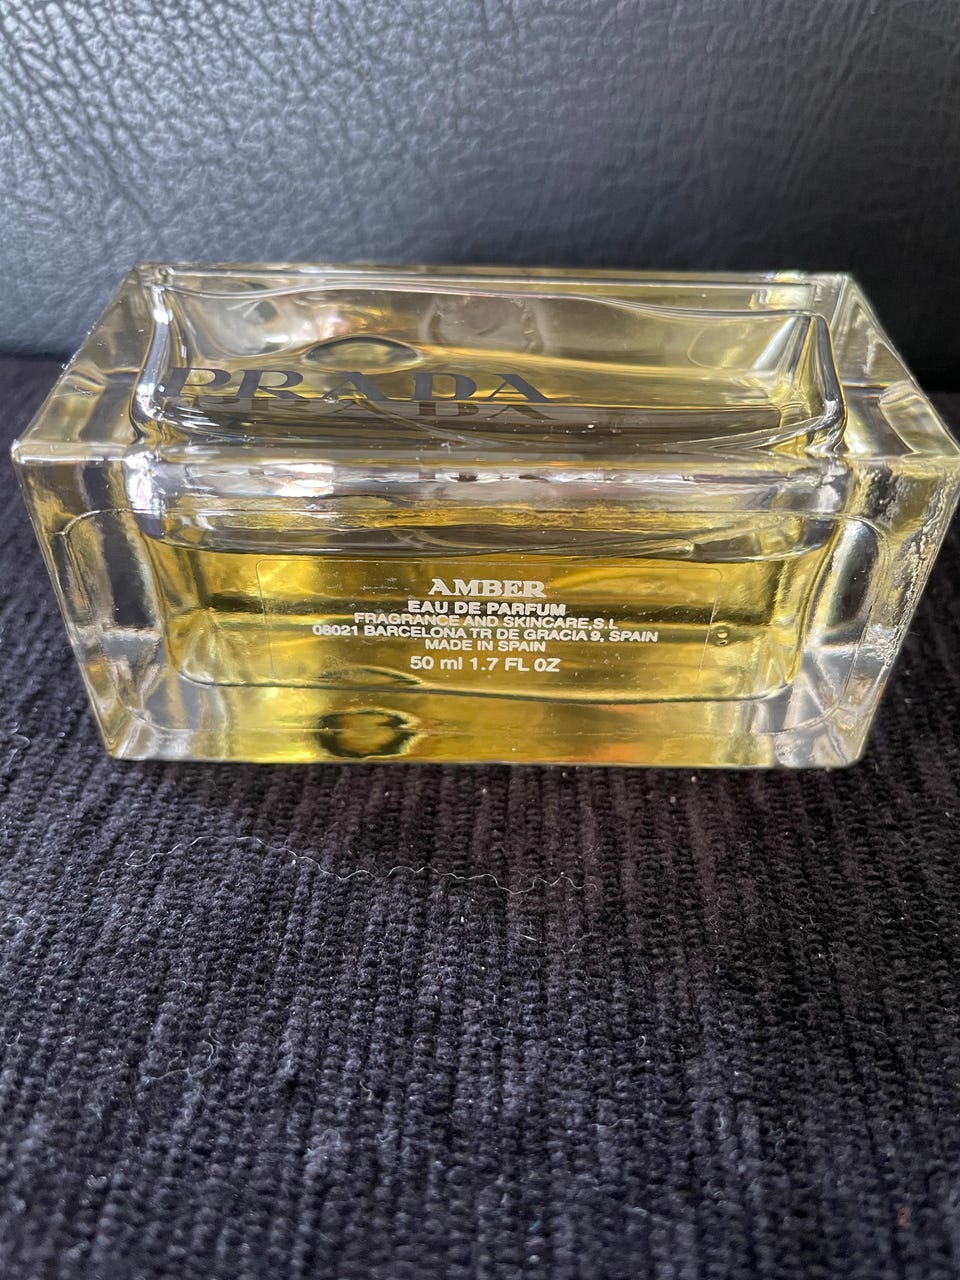 PRADA
AMBER
EAU DE PARFUM
FRAGRANCE AND SKINCARE,S.L
08021 BARCELONA TR DE GRACIA 9, SPAIN
MADE IN SPAIN
50 ml 1.7 FL 0Z